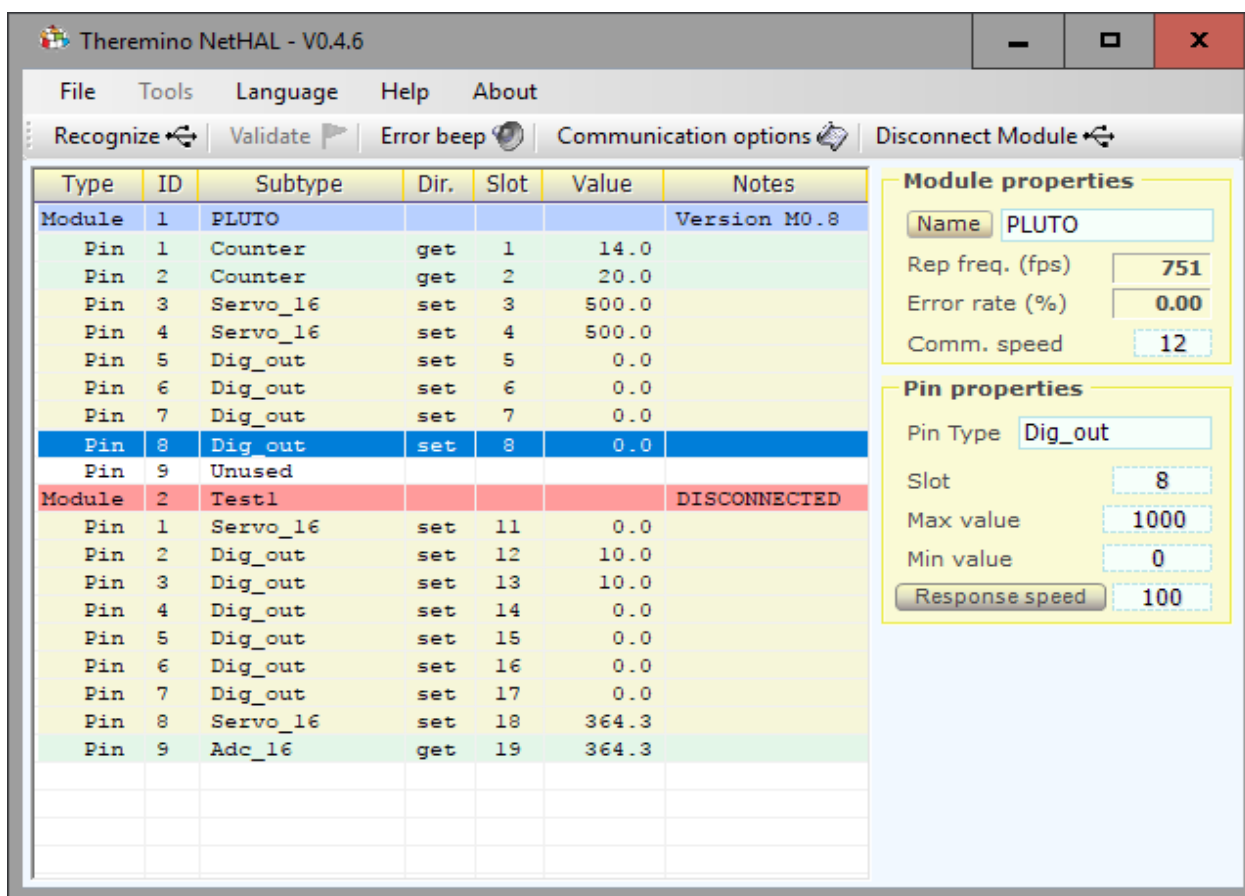 Theremino NetHAL - V0.4.6
File Tools Language Help About
Recognize Validate Error beep Communication options Disconnect Module
Type ID Subtype Dir. Slot Value Notes
Module 1 PLUTO Version M0.8
Pin 1 Counter get 1 14.0
Pin 2 Counter get 2 20.0
Pin 3 Servo_16 set 3 500.0
Pin 4 Servo_16 set 4 500.0
Pin 5 Dig_out set 5 0.0
Pin 6 Dig_out set 6 0.0
Pin 7 Dig_out set 7 0.0
Pin 8 Dig_out set 8 0.0
Pin 9 Unused
Module 2 Test1 DISCONNECTED
Pin 1 Servo_16 set 11 0.0
Pin 2 Dig_out set 12 10.0
Pin 3 Dig_out set 13 10.0
Pin 4 Dig_out set 14 0.0
Pin 5 Dig_out set 15 0.0
Pin 6 Dig_out set 16 0.0
Pin 7 Dig_out set 17 0.0
Pin 8 Servo_16 set 18 364.3
Pin 9 Adc_16 get 19 364.3
Module properties
Name PLUTO
Rep freq. (fps) 751
Error rate (%) 0.00
Comm. speed 12
Pin properties
Pin Type Dig_out
Slot 8
Max value 1000
Min value 0
Response speed 100